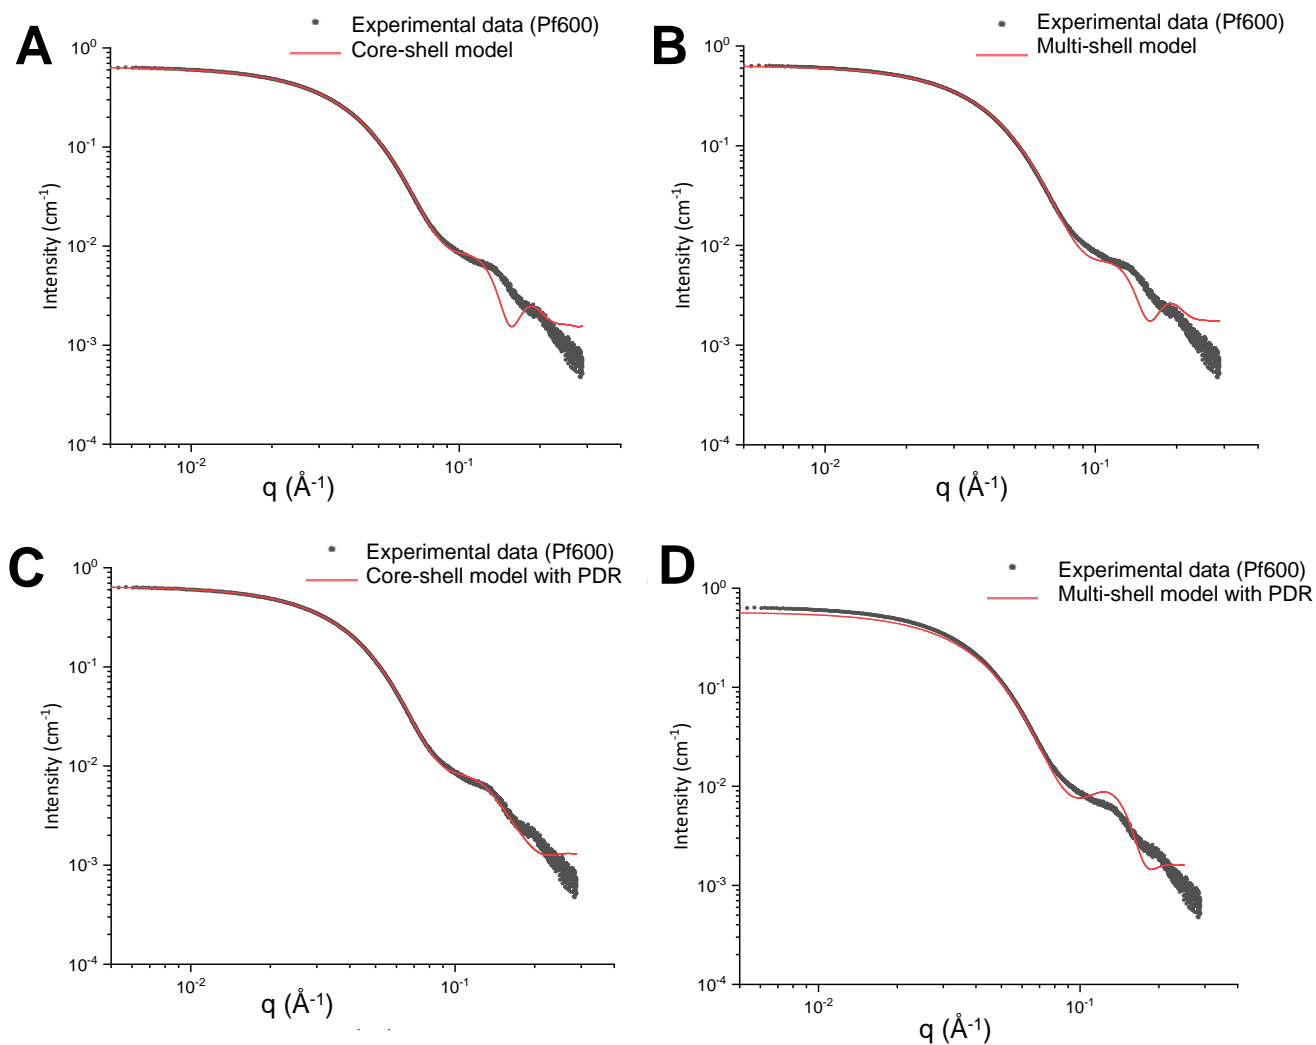 A
Experimental data (Pf600)
Core-shell model
10⁰
10⁻¹
10⁻²
10⁻³
10⁻⁴
Intensity (cm⁻¹)
10⁻²
10⁻¹
q (Å⁻¹)
B
Experimental data (Pf600)
Multi-shell model
10⁰
10⁻¹
10⁻²
10⁻³
10⁻⁴
Intensity (cm⁻¹)
10⁻²
10⁻¹
q (Å⁻¹)
C
Experimental data (Pf600)
Core-shell model with PDR
10⁰
10⁻¹
10⁻²
10⁻³
10⁻⁴
Intensity (cm⁻¹)
10⁻²
10⁻¹
q (Å⁻¹)
D
Experimental data (Pf600)
Multi-shell model with PDR
10⁰
10⁻¹
10⁻²
10⁻³
10⁻⁴
Intensity (cm⁻¹)
10⁻²
10⁻¹
q (Å⁻¹)